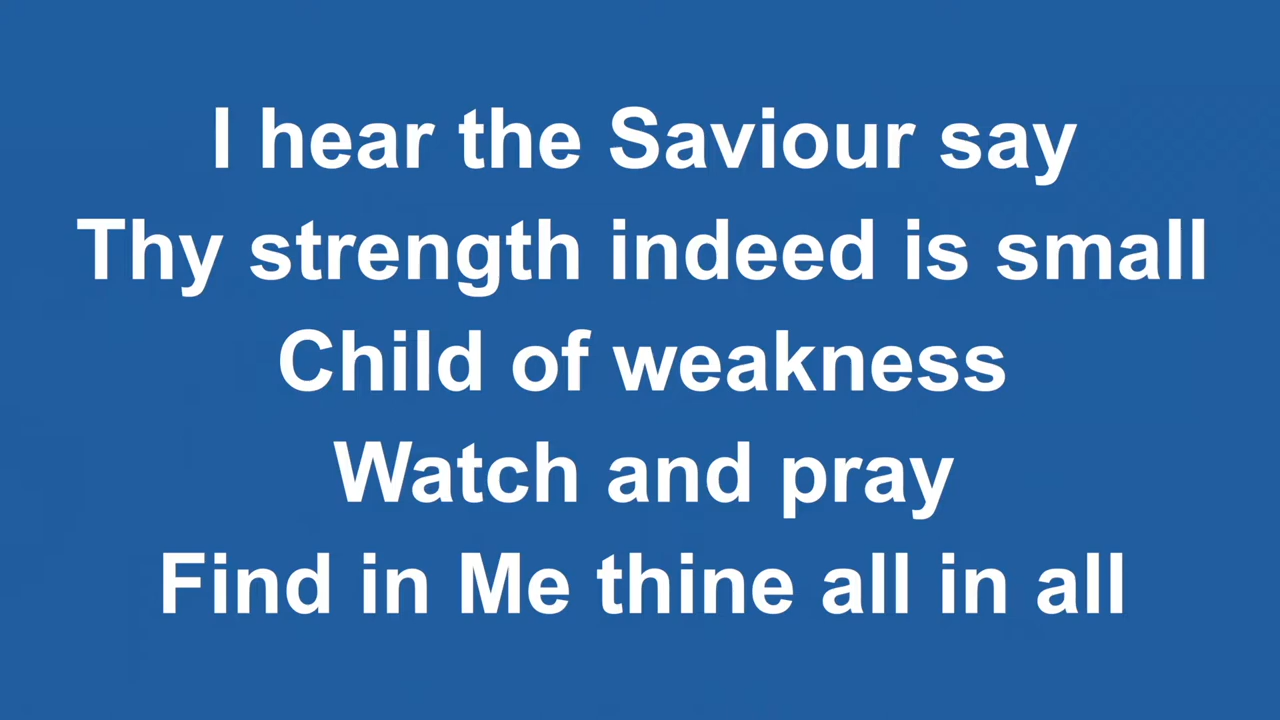 I hear the Saviour say
Thy strength indeed is small
Child of weakness
Watch and pray
Find in Me thine all in all